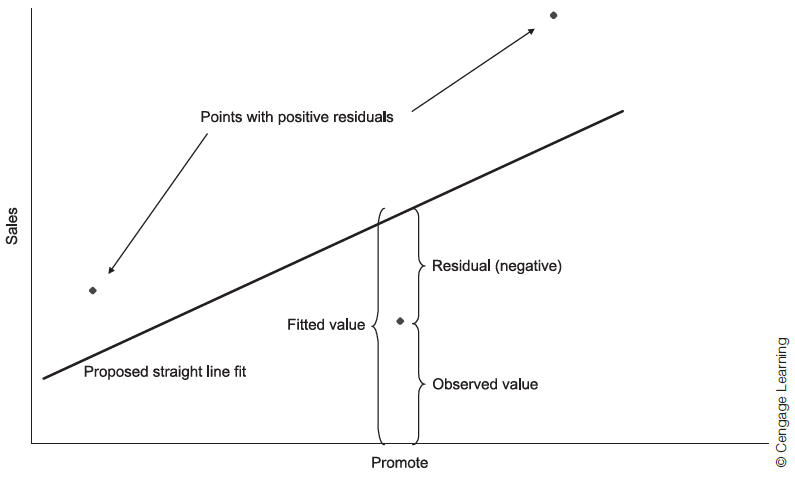 Points with positive residuals
Sales
Residual (negative)
Fitted value
Proposed straight line fit
Observed value
Promote
© Cengage Learning